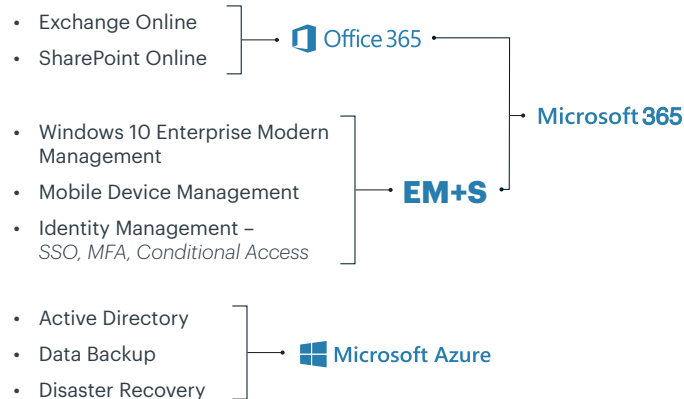 • Exchange Online
• SharePoint Online
Office 365
Microsoft 365
• Windows 10 Enterprise Modern
Management
• Mobile Device Management
• Identity Management –
SSO, MFA, Conditional Access
EM+S
• Active Directory
• Data Backup
• Disaster Recovery
Microsoft Azure